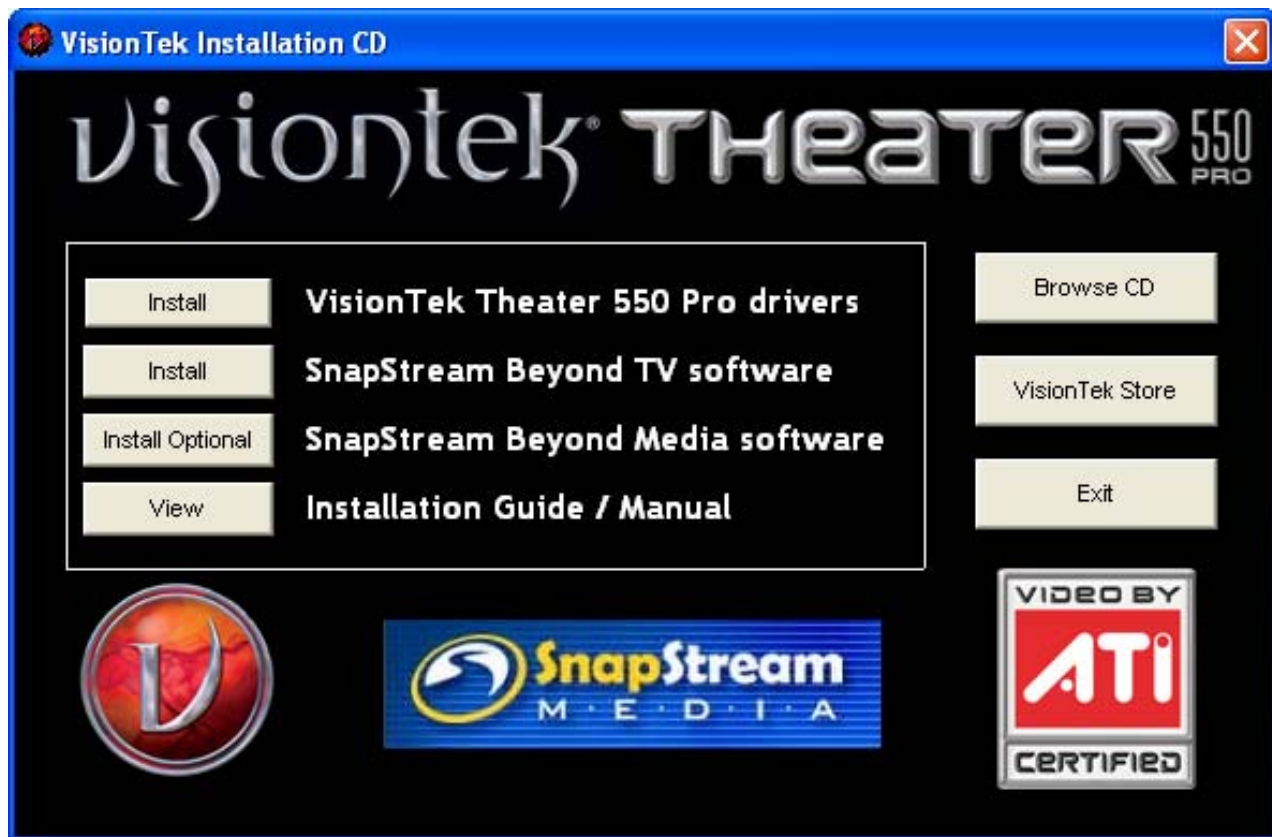 VisionTek Installation CD
visiontek® THEATER 550 PRO
Install VisionTek Theater 550 Pro drivers
Install SnapStream Beyond TV software
Install Optional SnapStream Beyond Media software
View Installation Guide / Manual
Browse CD
VisionTek Store
Exit
V
SnapStream
M·E·D·I·A
VIDEO BY
ATI
CERTIFIED